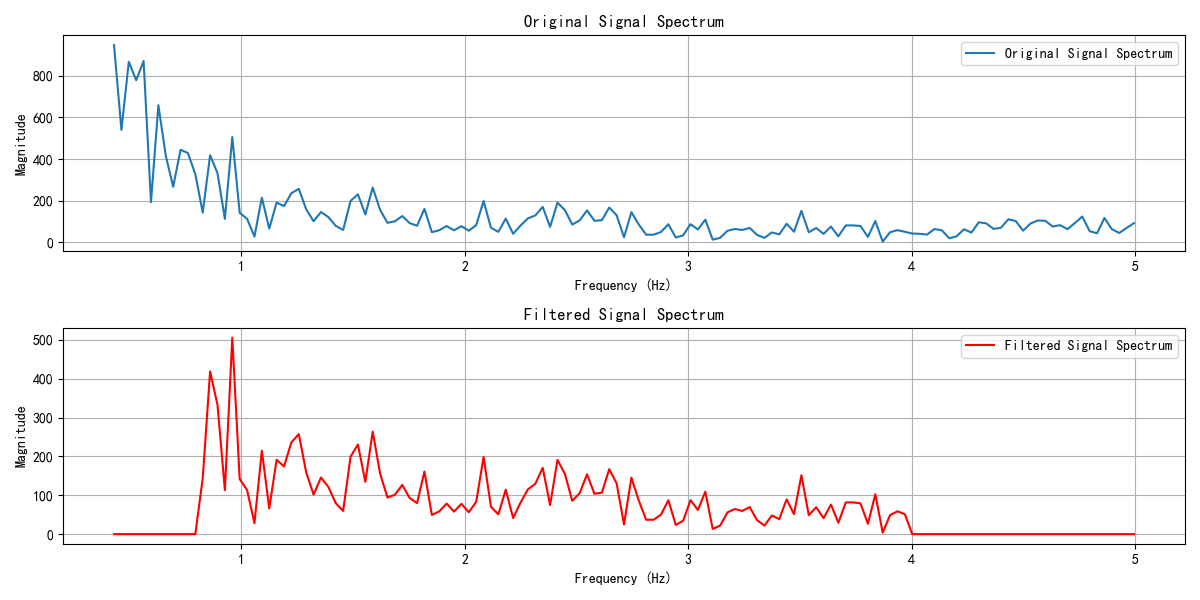 Original Signal Spectrum
Original Signal Spectrum
Magnitude
800
600
400
200
0
1
2
3
4
5
Frequency (Hz)
Filtered Signal Spectrum
Filtered Signal Spectrum
Magnitude
500
400
300
200
100
0
1
2
3
4
5
Frequency (Hz)